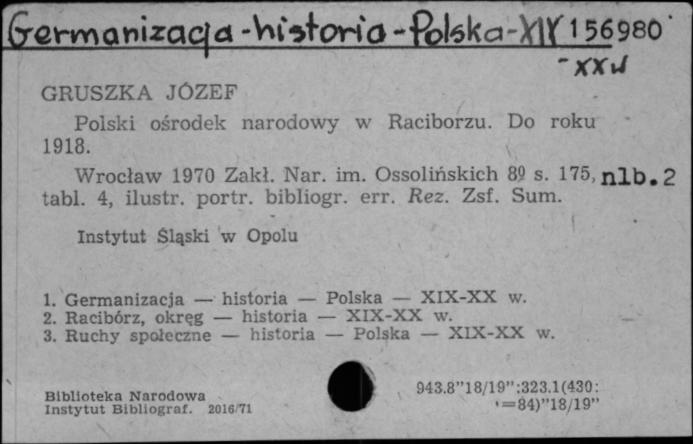 Germanizacja-historia-Polska-XIX 156980
-XX w
GRUSZKA JÓZEF
Polski ośrodek narodowy w Raciborzu. Do roku
1918.
Wrocław 1970 Zakł. Nar. im. Ossolińskich 8º s. 175, nlb. 2
tabl. 4, ilustr. portr. bibliogr. err. Rez. Zsf. Sum.
Instytut Śląski w Opolu
1. Germanizacja — historia — Polska — XIX-XX w.
2. Racibórz, okręg — historia — XIX-XX w.
3. Ruchy społeczne — historia — Polska — XIX-XX w.
943.8"18/19":323.1(430:
Biblioteka Narodowa
Instytut Bibliograf. 2016/71
=84)"18/19"